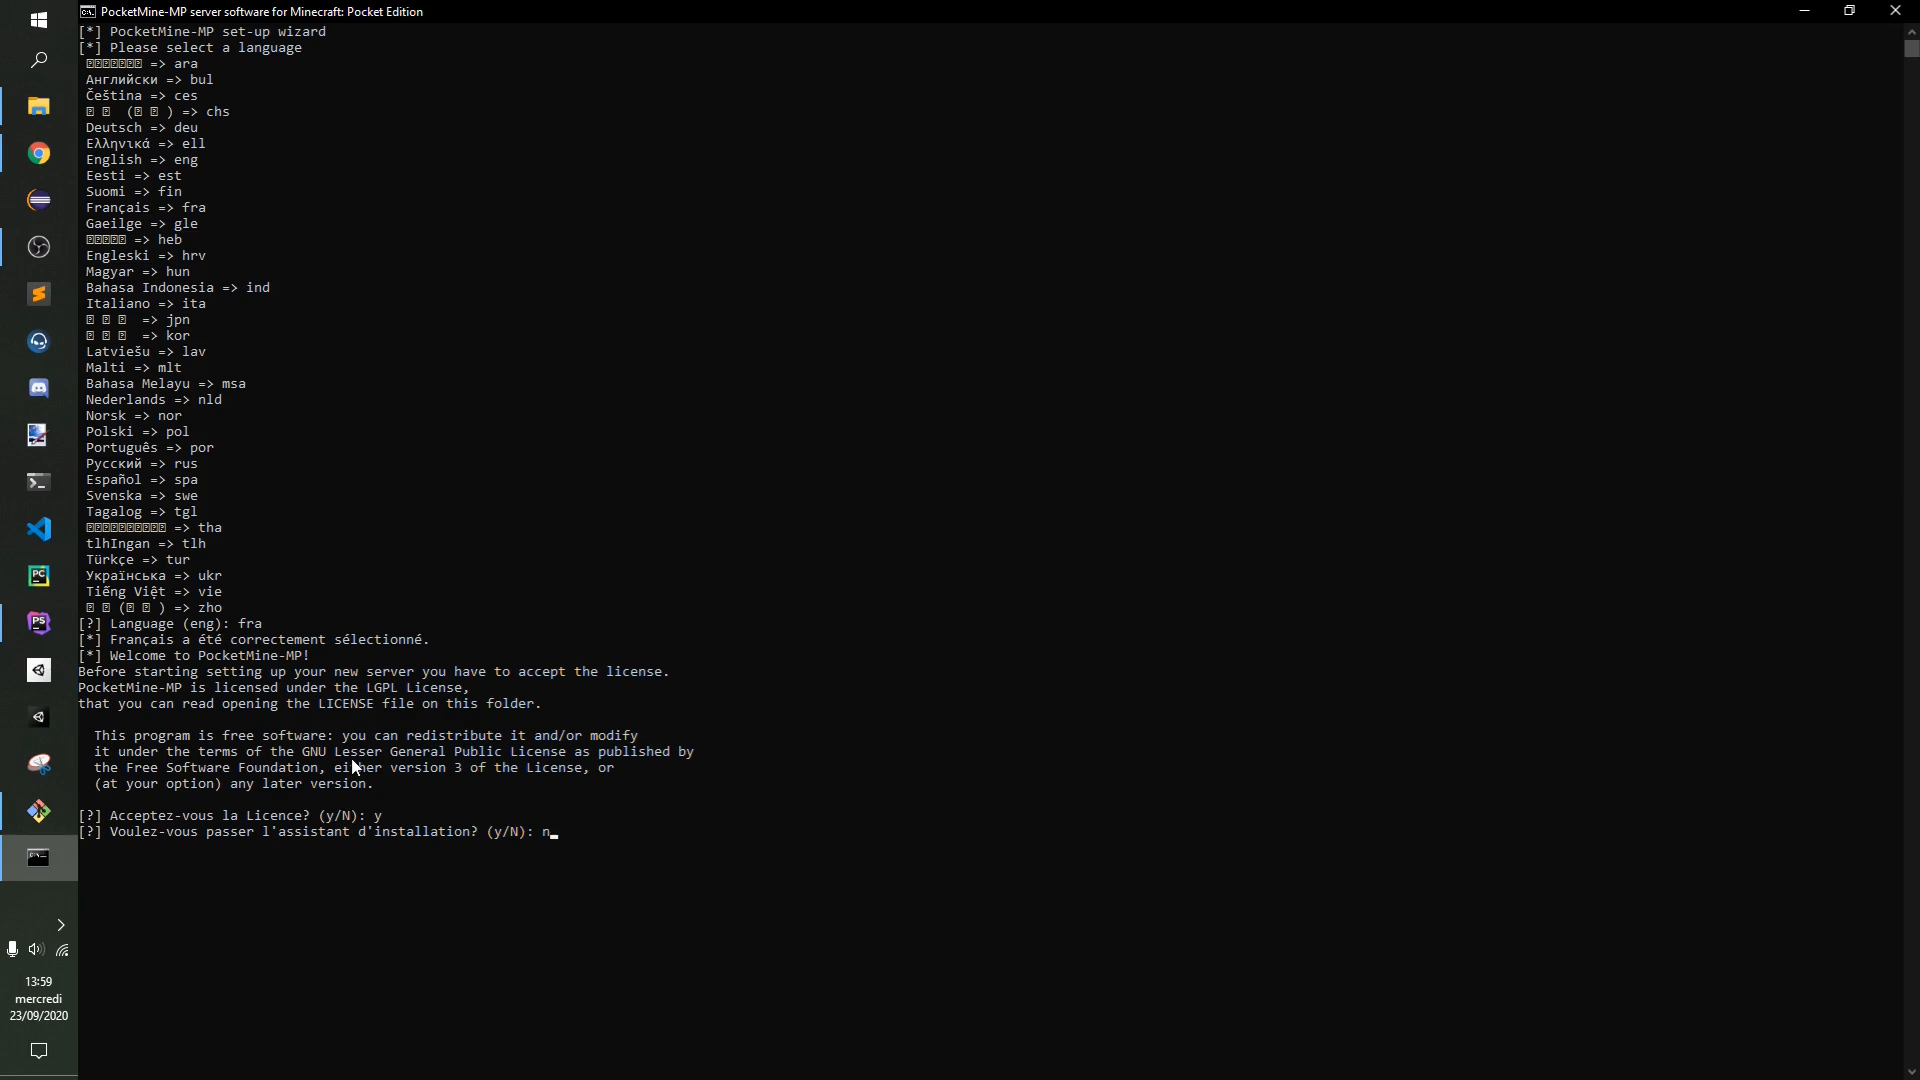 PocketMine-MP server software for Minecraft: Pocket Edition
[*] PocketMine-MP set-up wizard
[*] Please select a language
=> ara
Английски => bul
Čeština => ces
( ) => chs
Deutsch => deu
Ελληνικά => ell
English => eng
Eesti => est
Suomi => fin
Français => fra
Gaeilge => gle
=> heb
Engleski => hrv
Magyar => hun
Bahasa Indonesia => ind
Italiano => ita
=> jpn
=> kor
Latviešu => lav
Malti => mlt
Bahasa Melayu => msa
Nederlands => nld
Norsk => nor
Polski => pol
Português => por
Русский => rus
Español => spa
Svenska => swe
Tagalog => tgl
=> tha
tlhIngan => tlh
Türkçe => tur
Українська => ukr
Tiếng Việt => vie
( ) => zho
[?] Language (eng): fra
[*] Français a été correctement sélectionné.
[*] Welcome to PocketMine-MP!
Before starting setting up your new server you have to accept the license.
PocketMine-MP is licensed under the LGPL License,
that you can read opening the LICENSE file on this folder.
This program is free software: you can redistribute it and/or modify
it under the terms of the GNU Lesser General Public License as published by
the Free Software Foundation, either version 3 of the License, or
(at your option) any later version.
[?] Acceptez-vous la Licence? (y/N): y
[?] Voulez-vous passer l'assistant d'installation? (y/N): n
13:59
mercredi
23/09/2020